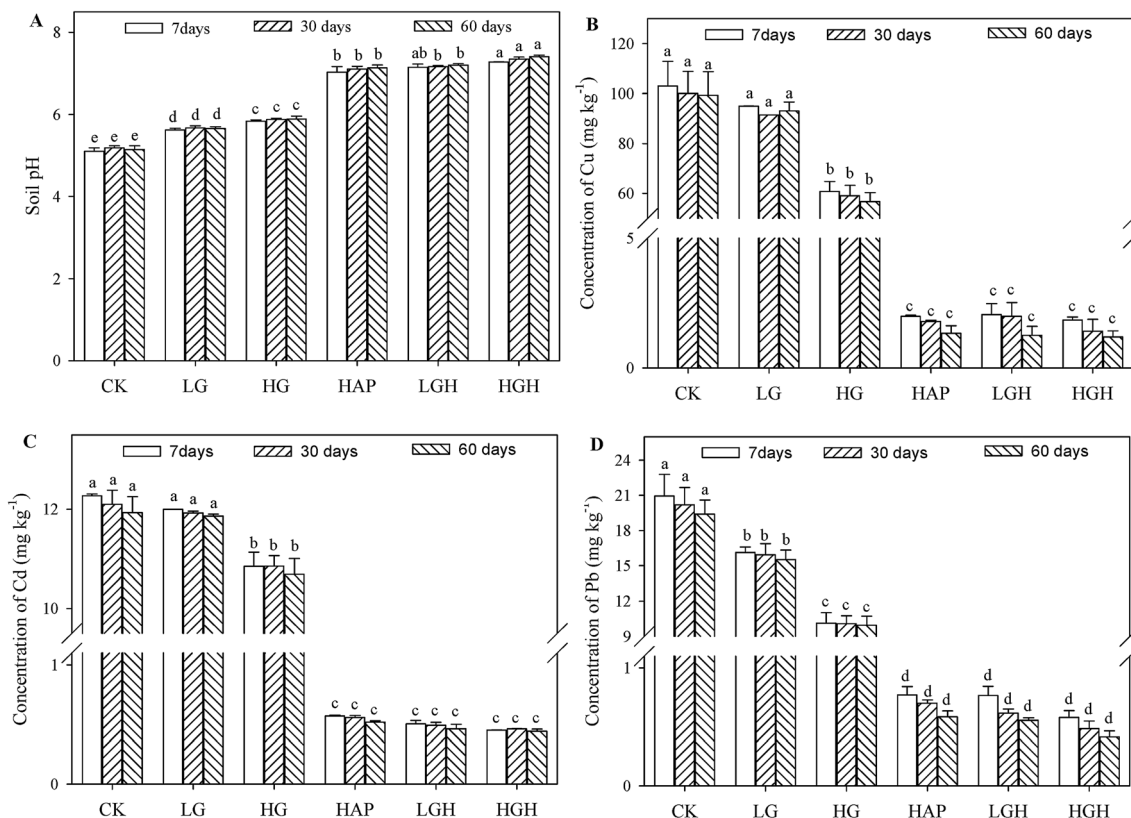 A
7days 30 days 60 days
8
6
4
2
0
Soil pH
e e e
d d d
c c c
b b b
ab b b
a a a
CK LG HG HAP LGH HGH
B
7days 30 days 60 days
120
100
80
60
5
0
Concentration of Cu (mg kg⁻¹)
a a a
a a a
b b b
c c c
c c c
c c c
CK LG HG HAP LGH HGH
C
7days 30 days 60 days
12
10
1
0
Concentration of Cd (mg kg⁻¹)
a a a
a a a
b b b
c c c
c c c
c c c
CK LG HG HAP LGH HGH
D
7days 30 days 60 days
24
21
18
15
12
9
1
0
Concentration of Pb (mg kg⁻¹)
a a a
b b b
c c c
d d d
d d d
d d d
CK LG HG HAP LGH HGH